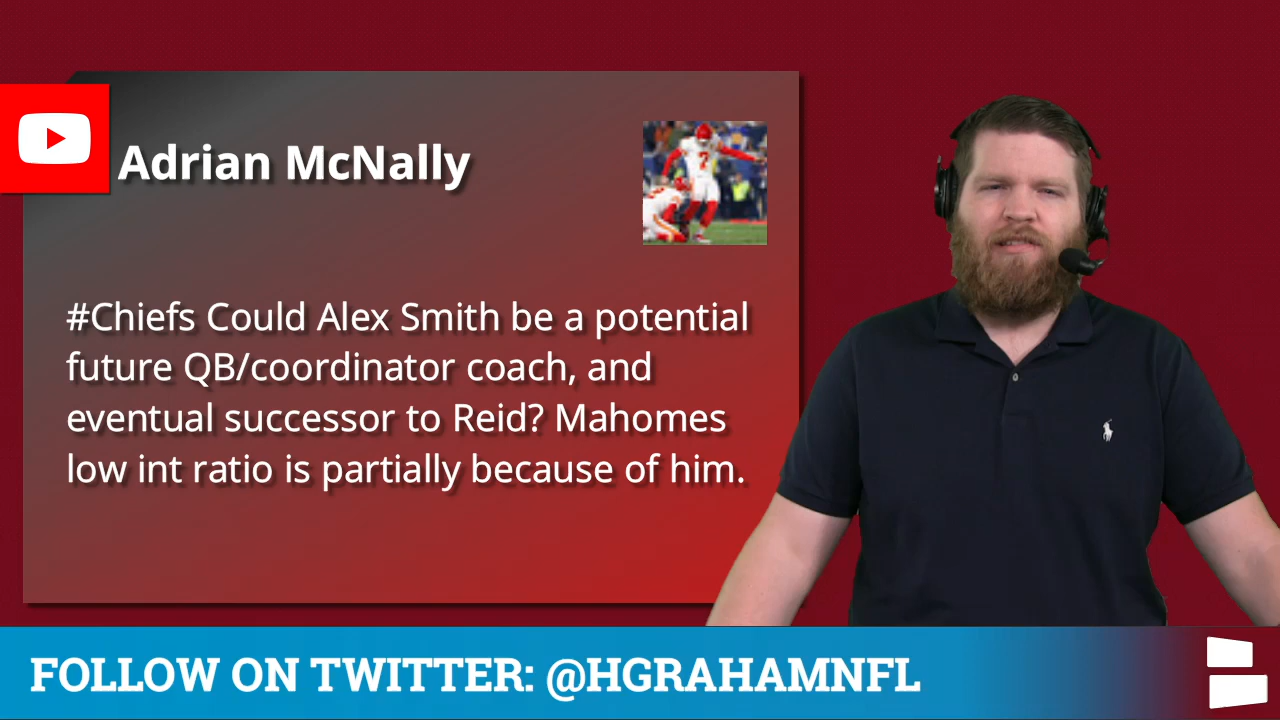 Adrian McNally
#Chiefs Could Alex Smith be a potential
future QB/coordinator coach, and
eventual successor to Reid? Mahomes
low int ratio is partially because of him.
FOLLOW ON TWITTER: @HGRAHAMNFL